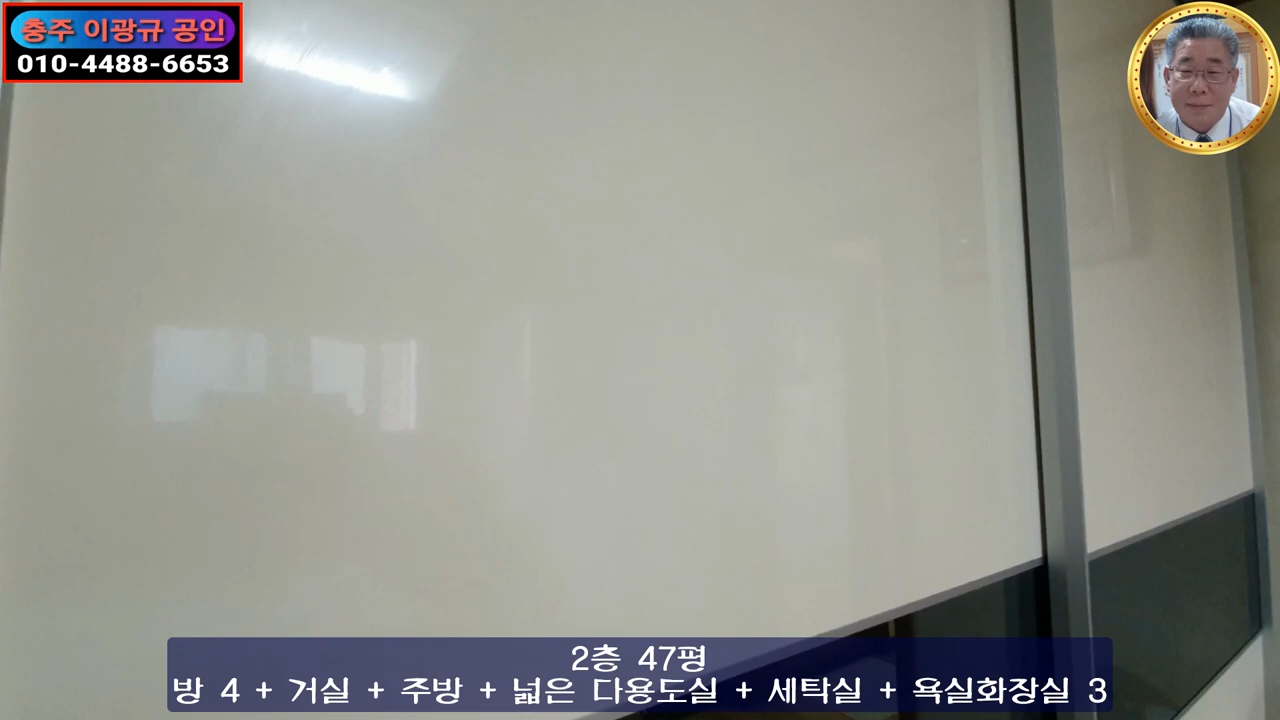 충주 이광규 공인
010-4488-6653
2층 47평
방 4 + 거실 + 주방 + 넓은 다용도실 + 세탁실 + 욕실화장실 3